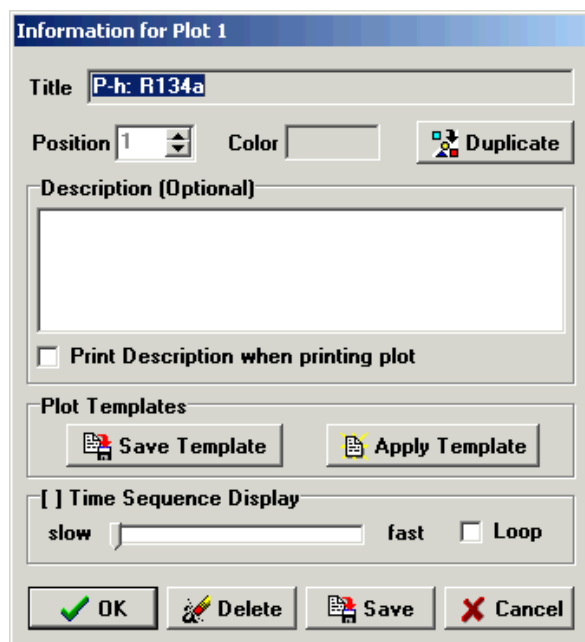 Information for Plot 1
Title P-h: R134a
Position 1 Color Duplicate
Description (Optional)
Print Description when printing plot
Plot Templates
Save Template Apply Template
[ ] Time Sequence Display
slow fast Loop
OK Delete Save Cancel